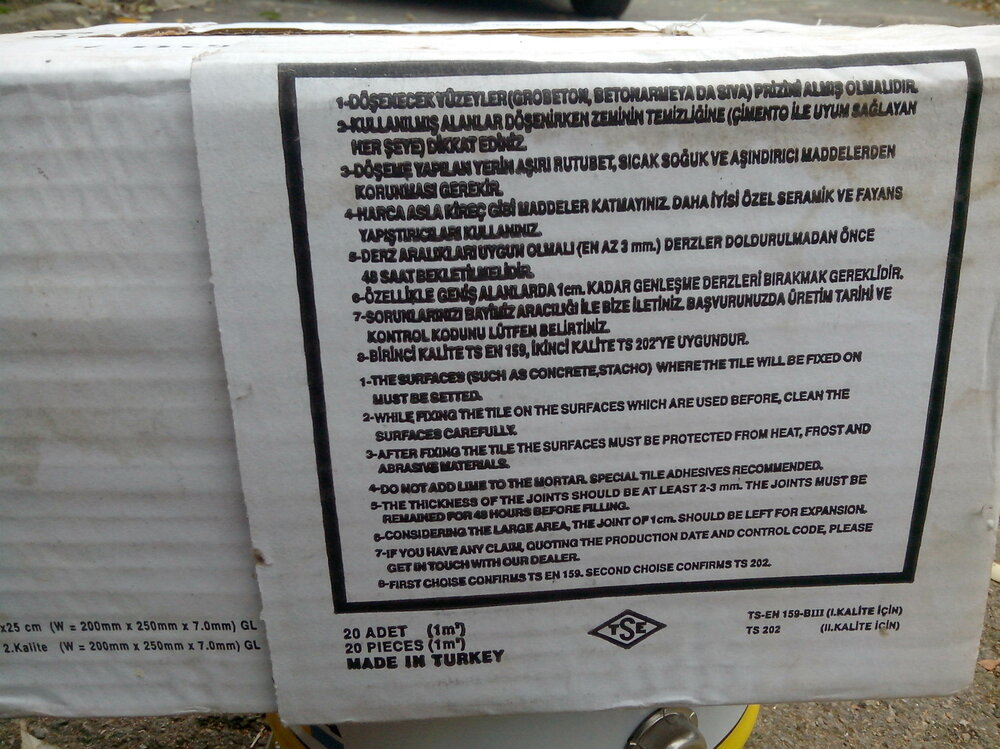 1-DÖŞENECEK YÜZEYLER (GROBETON, BETONARMEYA DA SIVA) PRİZİNİ ALMIŞ OLMALIDIR.
2-KULLANILMIŞ ALANLAR DÖŞENİRKEN ZEMİNİN TEMİZLİĞİNE (ÇİMENTO İLE UYUM SAĞLAYAN
HER ŞEYE) DİKKAT EDİNİZ.
3-DÖŞEME YAPILAN YERİN AŞIRI RUTUBET, SICAK SOĞUK VE AŞINDIRICI MADDELERDEN
KORUNMASI GEREKİR.
4-HARCA ASLA KİREÇ GİBİ MADDELER KATMAYINIZ. DAHA İYİSİ ÖZEL SERAMİK VE FAYANS
YAPIŞTIRICILARI KULLANINIZ.
5-DERZ ARALIKLARI UYGUN OLMALI (EN AZ 3 mm.) DERZLER DOLDURULMADAN ÖNCE
48 SAAT BEKLETİLMELİDİR.
6-ÖZELLİKLE GENİŞ ALANLARDA 1cm. KADAR GENLEŞME DERZLERİ BIRAKMAK GEREKLİDİR.
7-SORUNLARINIZI BAYİMİZ ARACILIĞI İLE BİZE İLETİNİZ. BAŞVURUNUZDA ÜRETİM TARİHİ VE
KONTROL KODUNU LÜTFEN BELİRTİNİZ.
8-BİRİNCİ KALİTE TS EN 159, İKİNCİ KALİTE TS 202'YE UYGUNDUR.
1-THE SURFACES (SUCH AS CONCRETE,STACHO) WHERE THE TILE WILL BE FIXED ON
MUST BE SETTED.
2-WHILE FIXING THE TILE ON THE SURFACES WHICH ARE USED BEFORE, CLEAN THE
SURFACES CAREFULLY.
3-AFTER FIXING THE TILE THE SURFACES MUST BE PROTECTED FROM HEAT, FROST AND
ABRASIVE MATERIALS.
4-DO NOT ADD LIME TO THE MORTAR. SPECIAL TILE ADHESIVES RECOMMENDED.
5-THE THICKNESS OF THE JOINTS SHOULD BE AT LEAST 2-3 mm. THE JOINTS MUST BE
REMAINED FOR 48 HOURS BEFORE FILLING.
6-CONSIDERING THE LARGE AREA, THE JOINT OF 1cm. SHOULD BE LEFT FOR EXPANSION.
7-IF YOU HAVE ANY CLAIM, QUOTING THE PRODUCTION DATE AND CONTROL CODE, PLEASE
GET IN TOUCH WITH OUR DEALER.
8-FIRST CHOISE CONFIRMS TS EN 159. SECOND CHOISE CONFIRMS TS 202.
x25 cm (W = 200mm x 250mm x 7.0mm) GL
2.Kalite (W = 200mm x 250mm x 7.0mm) GL
20 ADET (1m²)
20 PIECES (1m²)
MADE IN TURKEY
TSE
TS-EN 159-BIII (I.KALİTE İÇİN)
TS 202 (II.KALİTE İÇİN)